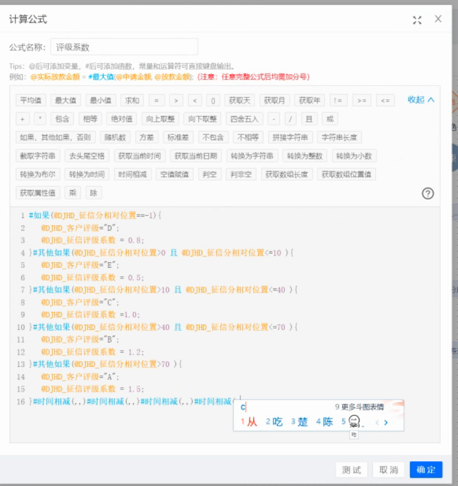 计算公式
公式名称: 评级系数
Tips: @后可添加变量, #后可添加函数, 常量和运算符可直接键盘输出。
例如: @实际放款金额 = #最大值(@申请金额, @放款金额); (注意: 任意完整公式后均需加分号)
平均值 最大值 最小值 求和 = > < () 获取天 获取月 获取年 != >= <= 收起
+ * 包含 相等 绝对值 向上取整 向下取整 四舍五入 - / 且 或
如果、其他如果、否则 随机数 方差 标准差 不包含 不相等 拼接字符串 字符串长度
截取字符串 去头尾空格 获取当前时间 获取当前日期 转换为字符串 转换为整数 转换为小数
转换为布尔 转换为时间 时间相减 空值赋值 判空 判非空 获取数组长度 获取数组位置值
获取属性值 乘 除
1 #如果(@DJHD_征信分相对位置==-1){
2 @DJHD_客户评级="D";
3 @DJHD_征信评级系数 = 0.8;
4 }#其他如果(@DJHD_征信分相对位置>0 且 @DJHD_征信分相对位置<=10 ){
5 @DJHD_客户评级="E";
6 @DJHD_征信评级系数 = 0.5;
7 }#其他如果(@DJHD_征信分相对位置>10 且 @DJHD_征信分相对位置<=40 ){
8 @DJHD_客户评级="C";
9 @DJHD_征信评级系数 =1.0;
10 }#其他如果(@DJHD_征信分相对位置>40 且 @DJHD_征信分相对位置<=70 ){
11 @DJHD_客户评级="B";
12 @DJHD_征信评级系数 = 1.2;
13 }#其他如果(@DJHD_征信分相对位置>70 ){
14 @DJHD_客户评级="A";
15 @DJHD_征信评级系数 = 1.5;
16 }#时间相减(,,)#时间相减(,,)#时间相减(,,)#时间相减(,
c 9 更多斗图表情
1 从 2 吃 3 楚 4 陈 5
测试 取消 确定